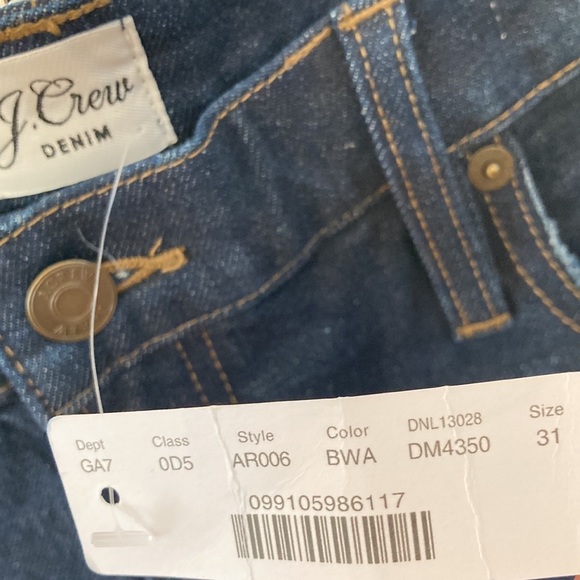 J.Crew
DENIM
Dept Class Style Color DNL13028 Size
GA7 0D5 AR006 BWA DM4350 31
099105986117